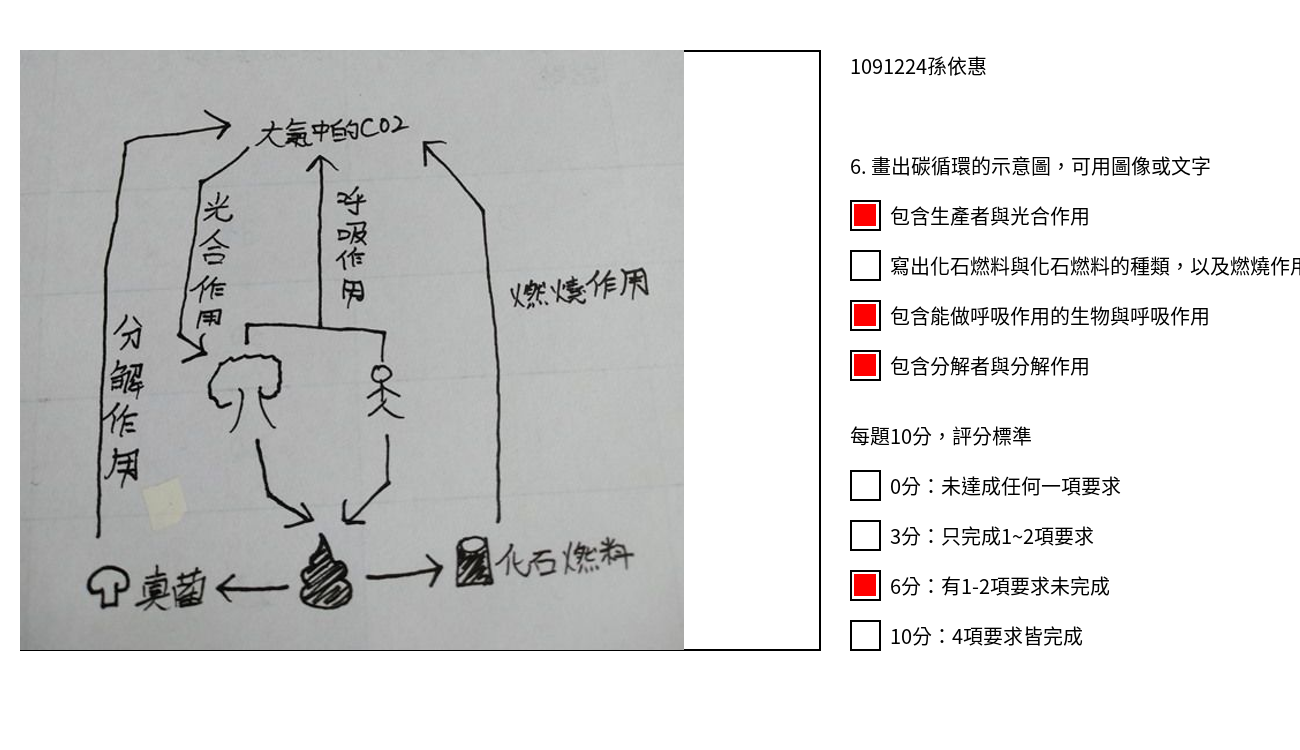 大氣中的CO2
光合作用
呼吸作用
燃燒作用
分解作用
真菌
化石燃料
1091224孫依惠
6. 畫出碳循環的示意圖，可用圖像或文字
包含生產者與光合作用
寫出化石燃料與化石燃料的種類，以及燃燒作用
包含能做呼吸作用的生物與呼吸作用
包含分解者與分解作用
每題10分，評分標準
0分：未達成任何一項要求
3分：只完成1~2項要求
6分：有1-2項要求未完成
10分：4項要求皆完成